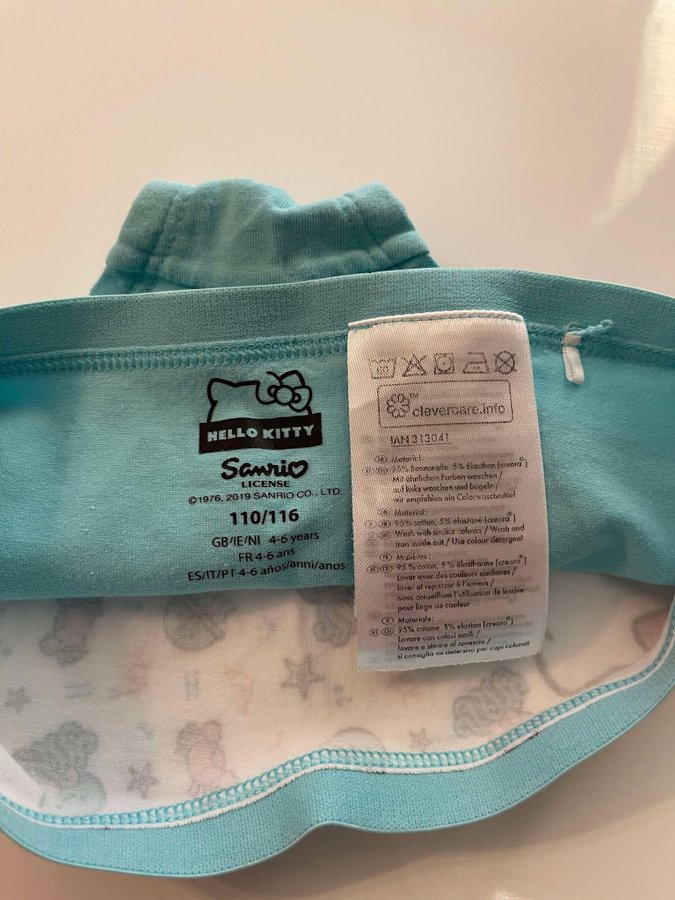 HELLO KITTY
Sanrio
LICENSE
©1976, 2019 SANRIO CO., LTD
110/116
GB/IE/NI 4-6 years
FR 4-6 ans
ES/IT/PT 4-6 años/anni/anos
clevercare.info
TM
IAN 313041
Material:
95% Baumwolle, 5% Elasthan (creora®)
Mit ähnlichen Farben waschen /
auf links waschen und bügeln /
wir empfehlen ein Colorwaschmittel
Material:
95% cotton, 5% elastane (creora®)
Wash with similar colours / Wash and
iron inside out / Use colour detergent
Matières:
95 % coton, 5 % élasthanne (creora®)
Laver avec des couleurs similaires /
laver et repasser à l'envers /
nous conseillons l'utilisation de lessive
pour linge de couleur
Materiale:
95% cotone, 5% elastan (creora®)
Lavare con colori simili /
lavare e stirare al rovescio /
si consiglia un detersivo per capi colorati